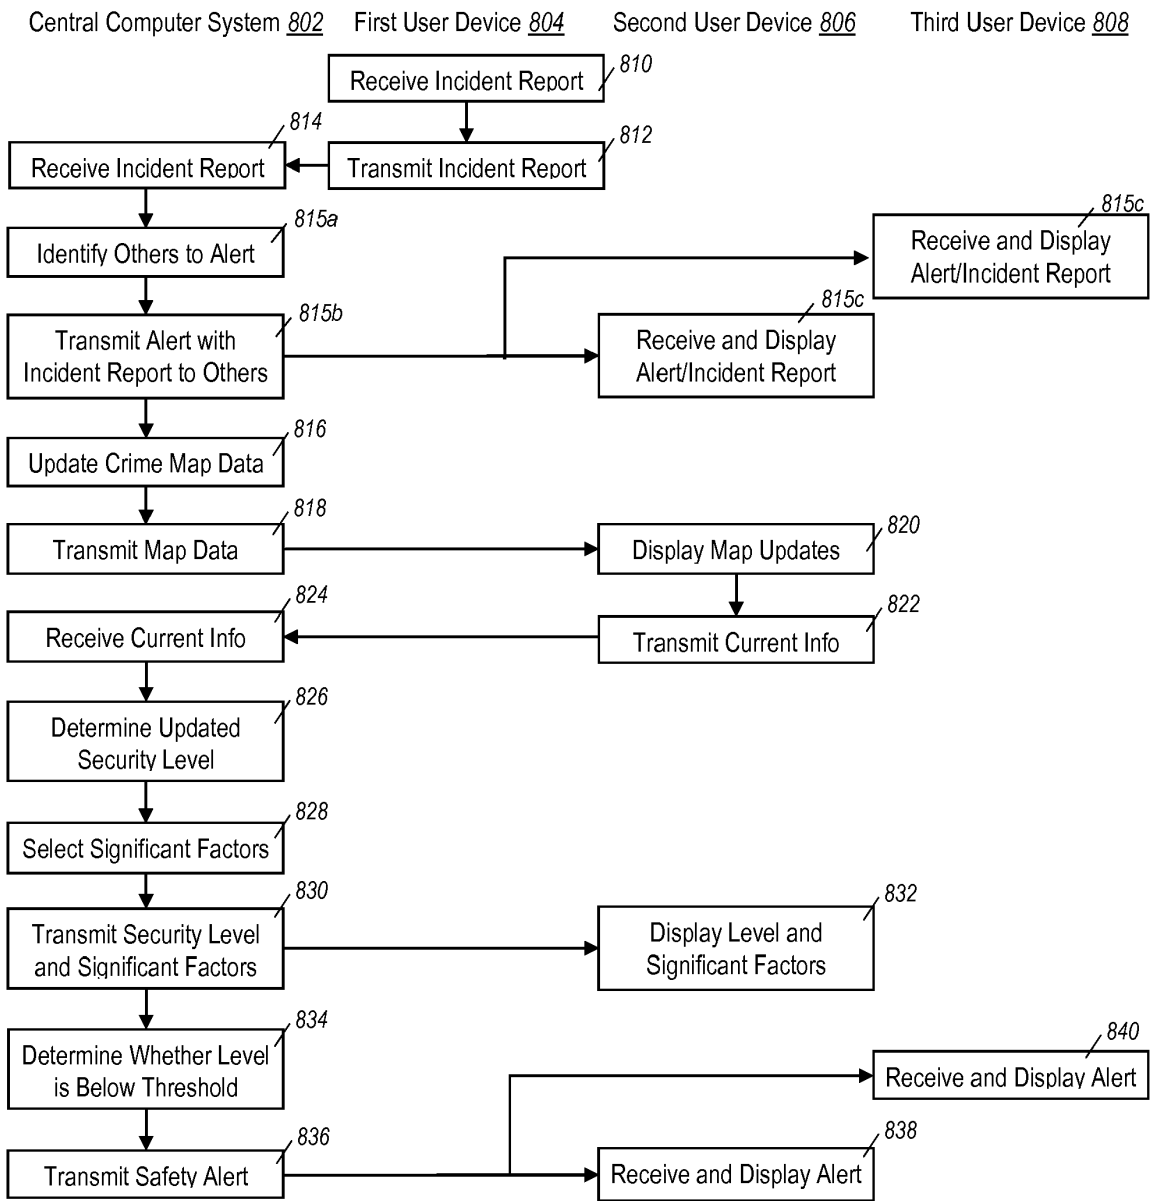 Central Computer System 802 First User Device 804 Second User Device 806 Third User Device 808
810
Receive Incident Report
814
812
Receive Incident Report
Transmit Incident Report
815a
815c
Identify Others to Alert
Receive and Display
Alert/Incident Report
815b
815c
Transmit Alert with
Incident Report to Others
Receive and Display
Alert/Incident Report
816
Update Crime Map Data
818
820
Transmit Map Data
Display Map Updates
824
822
Receive Current Info
Transmit Current Info
826
Determine Updated
Security Level
828
Select Significant Factors
830
832
Transmit Security Level
and Significant Factors
Display Level and
Significant Factors
834
840
Determine Whether Level
is Below Threshold
Receive and Display Alert
836
838
Transmit Safety Alert
Receive and Display Alert